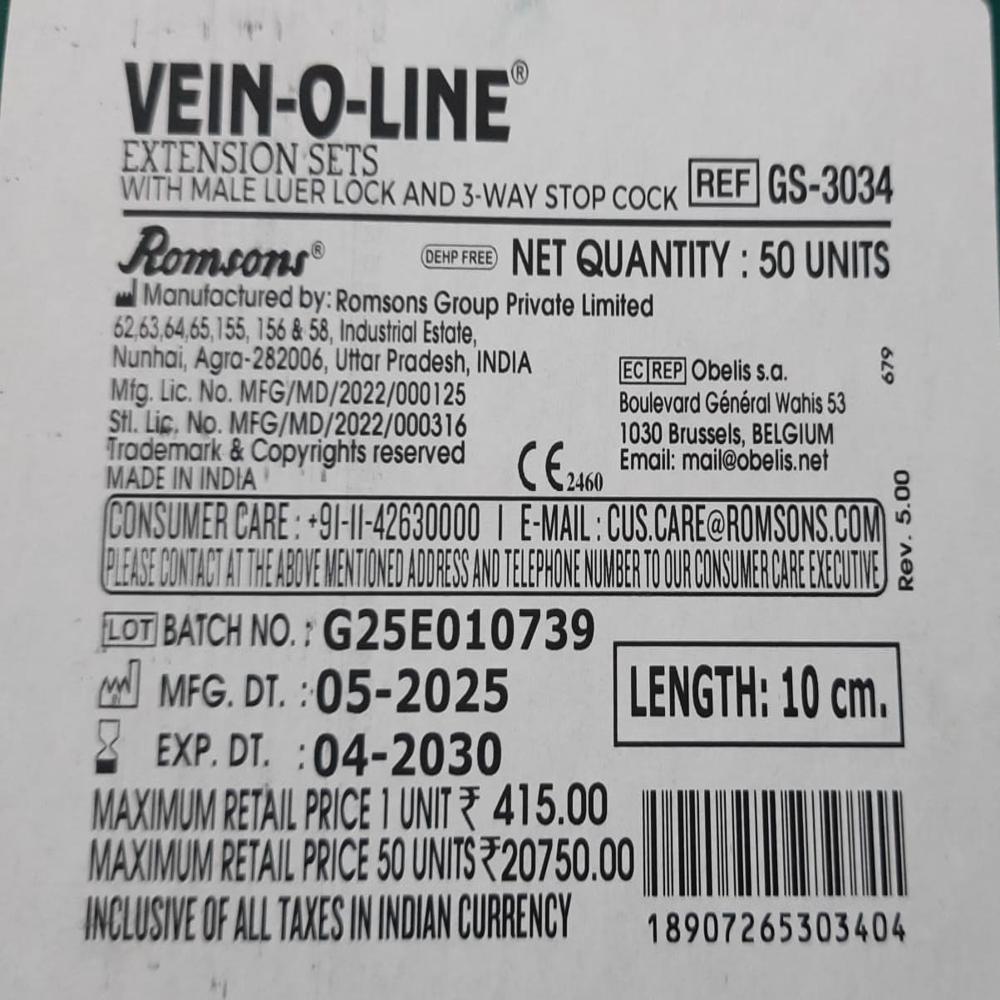 VEIN-O-LINE®
EXTENSION SETS
WITH MALE LUER LOCK AND 3-WAY STOP COCK REF GS-3034
Romsons® DEHP FREE NET QUANTITY : 50 UNITS
Manufactured by: Romsons Group Private Limited
62,63,64,65,155, 156 & 58, Industrial Estate,
Nunhai, Agra-282006, Uttar Pradesh, INDIA
Mfg. Lic. No. MFG/MD/2022/000125
Stl. Lic. No. MFG/MD/2022/000316
Trademark & Copyrights reserved
MADE IN INDIA
CE 2460
EC REP Obelis s.a.
Boulevard Général Wahis 53
1030 Brussels, BELGIUM
Email: mail@obelis.net
679
Rev. 5.00
CONSUMER CARE : +91-11-42630000 | E-MAIL : CUS.CARE@ROMSONS.COM
PLEASE CONTACT AT THE ABOVE MENTIONED ADDRESS AND TELEPHONE NUMBER TO OUR CONSUMER CARE EXECUTIVE
LOT BATCH NO. : G25E010739
MFG. DT. : 05-2025
EXP. DT. : 04-2030
LENGTH: 10 cm.
MAXIMUM RETAIL PRICE 1 UNIT ₹ 415.00
MAXIMUM RETAIL PRICE 50 UNITS ₹20750.00
INCLUSIVE OF ALL TAXES IN INDIAN CURRENCY
18907265303404